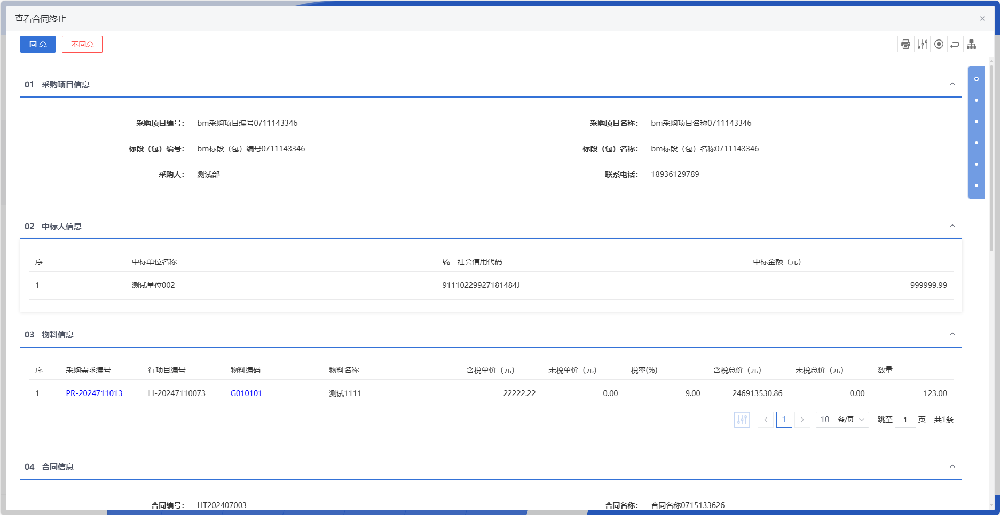 查看合同终止
同 意 不同意
01 采购项目信息
采购项目编号： bm采购项目编号0711143346 采购项目名称： bm采购项目名称0711143346
标段（包）编号： bm标段（包）编号0711143346 标段（包）名称： bm标段（包）名称0711143346
采购人： 测试部 联系电话： 18936129789
02 中标人信息
序 中标单位名称 统一社会信用代码 中标金额（元）
1 测试单位002 91110229927181484J 999999.99
03 物料信息
序 采购需求编号 行项目编号 物料编码 物料名称 含税单价（元） 未税单价（元） 税率(%) 含税总价（元） 未税总价（元） 数量
1 PR-2024711013 LI-20247110073 G010101 测试1111 22222.22 0.00 9.00 246913530.86 0.00 123.00
1 10 条/页 跳至 1 页 共1条
04 合同信息
合同编号： HT202407003 合同名称： 合同名称0715133626